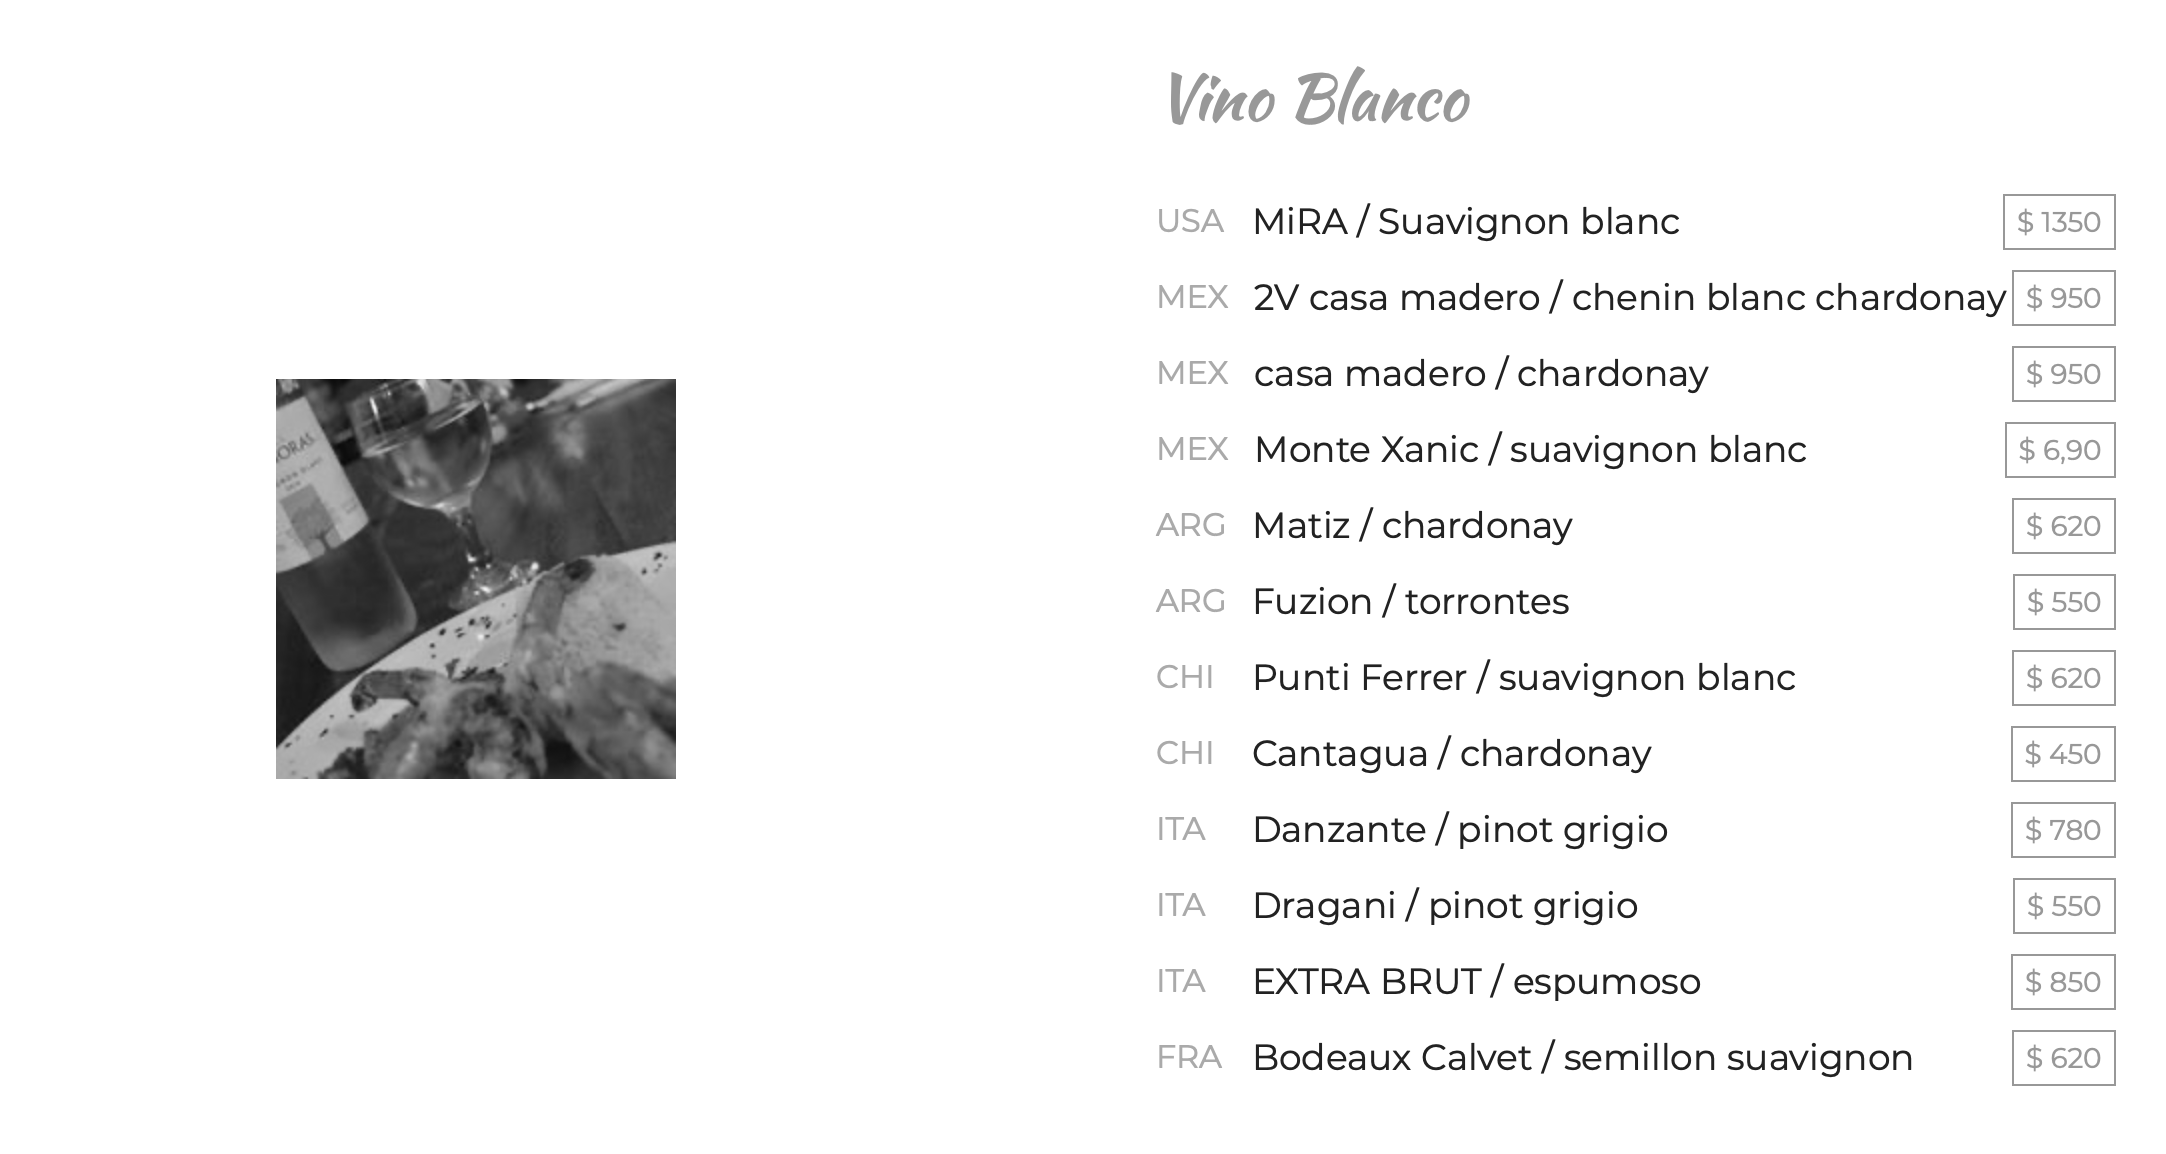 Vino Blanco
USA MiRA / Suavignon blanc $ 1350
MEX 2V casa madero / chenin blanc chardonay $ 950
MEX casa madero / chardonay $ 950
MEX Monte Xanic / suavignon blanc $ 6,90
ARG Matiz / chardonay $ 620
ARG Fuzion / torrontes $ 550
CHI Punti Ferrer / suavignon blanc $ 620
CHI Cantagua / chardonay $ 450
ITA Danzante / pinot grigio $ 780
ITA Dragani / pinot grigio $ 550
ITA EXTRA BRUT / espumoso $ 850
FRA Bodeaux Calvet / semillon suavignon $ 620